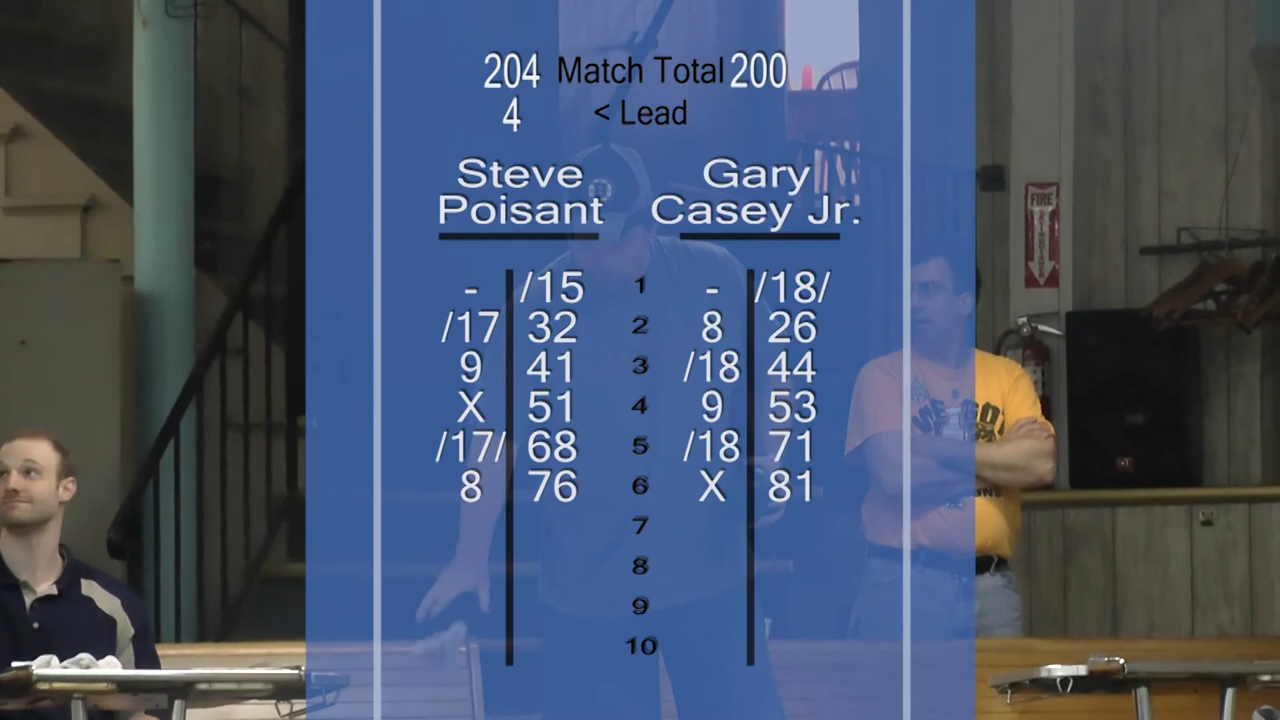 204 Match Total 200
4 < Lead
Steve Poisant
Gary Casey Jr.
- /15 1 - /18/
/17 32 2 8 26
9 41 3 /18 44
X 51 4 9 53
/17/ 68 5 /18 71
8 76 6 X 81
7
8
9
10
FIRE